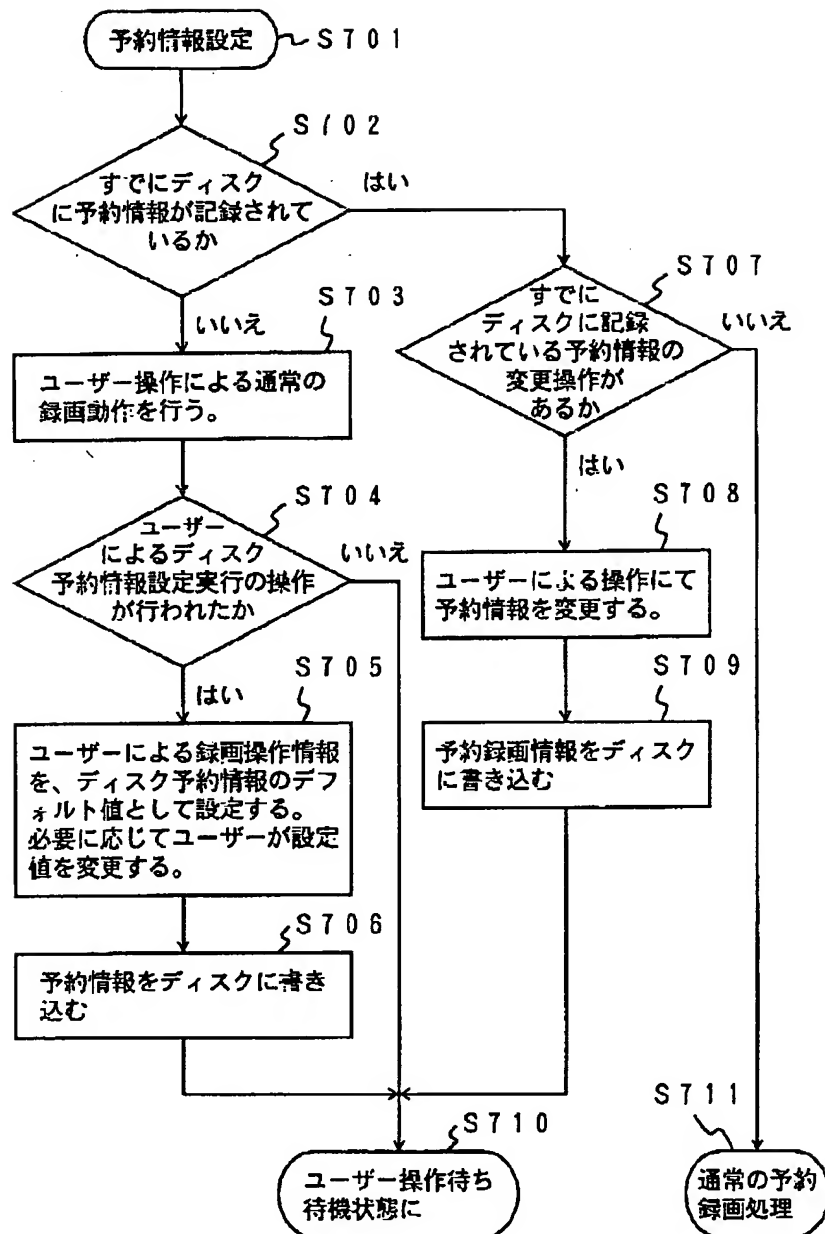 予約情報設定
S701
S702
すでにディスク
に予約情報が記録されて
いるか
はい
いいえ
S703
ユーザー操作による通常の
録画動作を行う。
S704
ユーザー
によるディスク
予約情報設定実行の操作
が行われたか
いいえ
はい
S705
ユーザーによる録画操作情報
を、ディスク予約情報のデフ
ォルト値として設定する。
必要に応じてユーザーが設定
値を変更する。
S706
予約情報をディスクに書き
込む
S707
すでに
ディスクに記録
されている予約情報の
変更操作が
あるか
いいえ
はい
S708
ユーザーによる操作にて
予約情報を変更する。
S709
予約録画情報をディスク
に書き込む
S710
ユーザー操作待ち
待機状態に
S711
通常の予約
録画処理